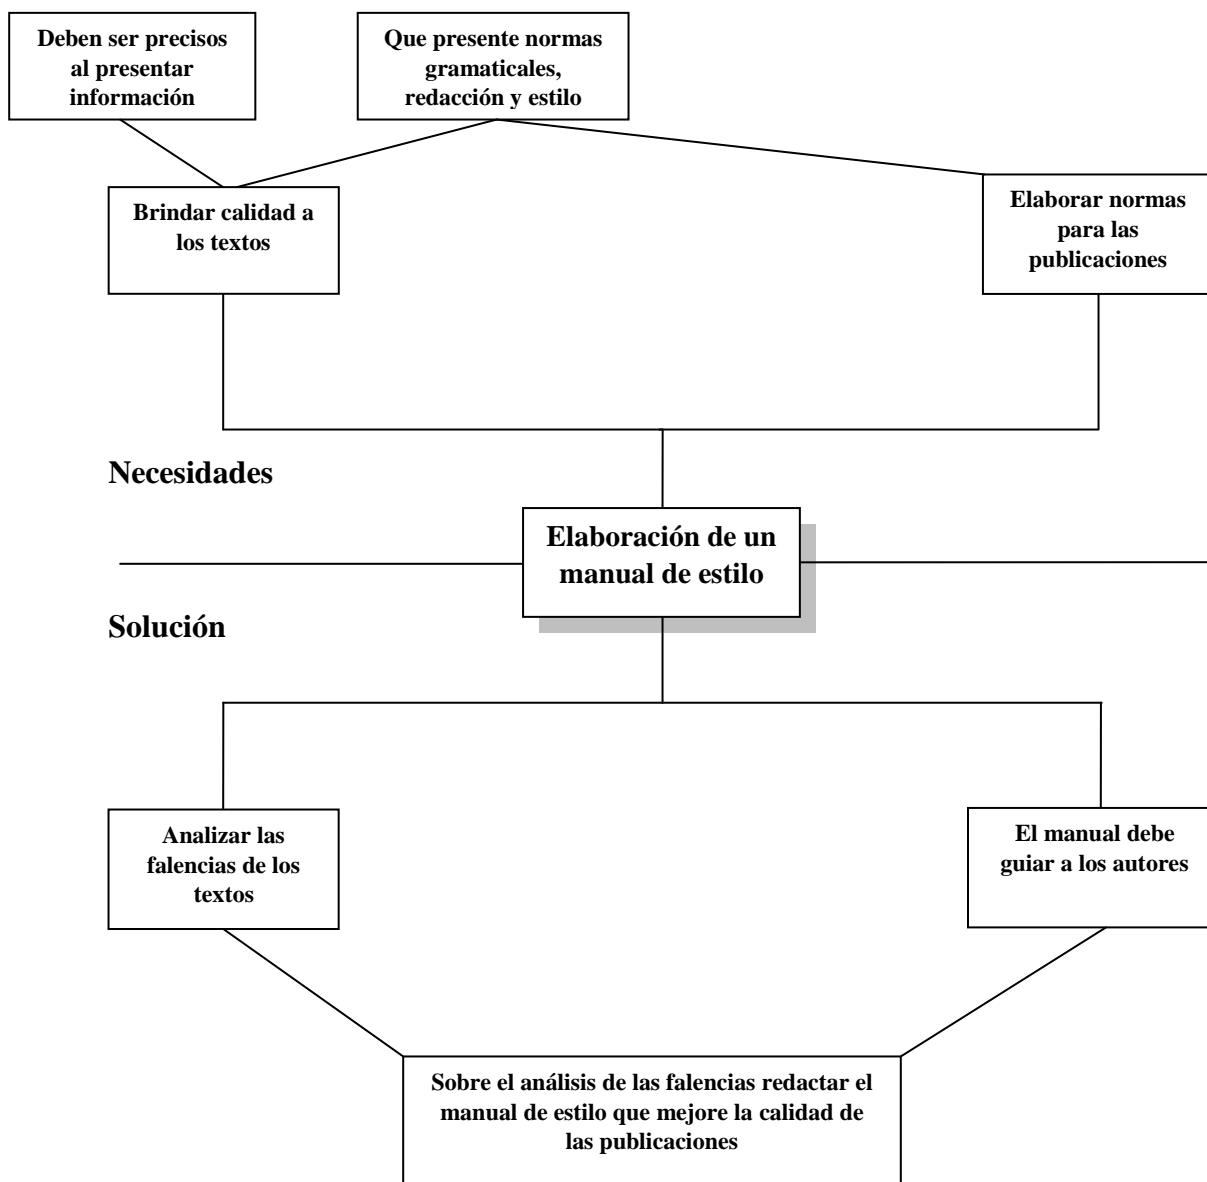 Deben ser precisos
al presentar
información
Que presente normas
gramaticales,
redacción y estilo
Brindar calidad a
los textos
Elaborar normas
para las
publicaciones
Necesidades
Elaboración de un
manual de estilo
Solución
Analizar las
falencias de los
textos
El manual debe
guiar a los autores
Sobre el análisis de las falencias redactar el
manual de estilo que mejore la calidad de
las publicaciones